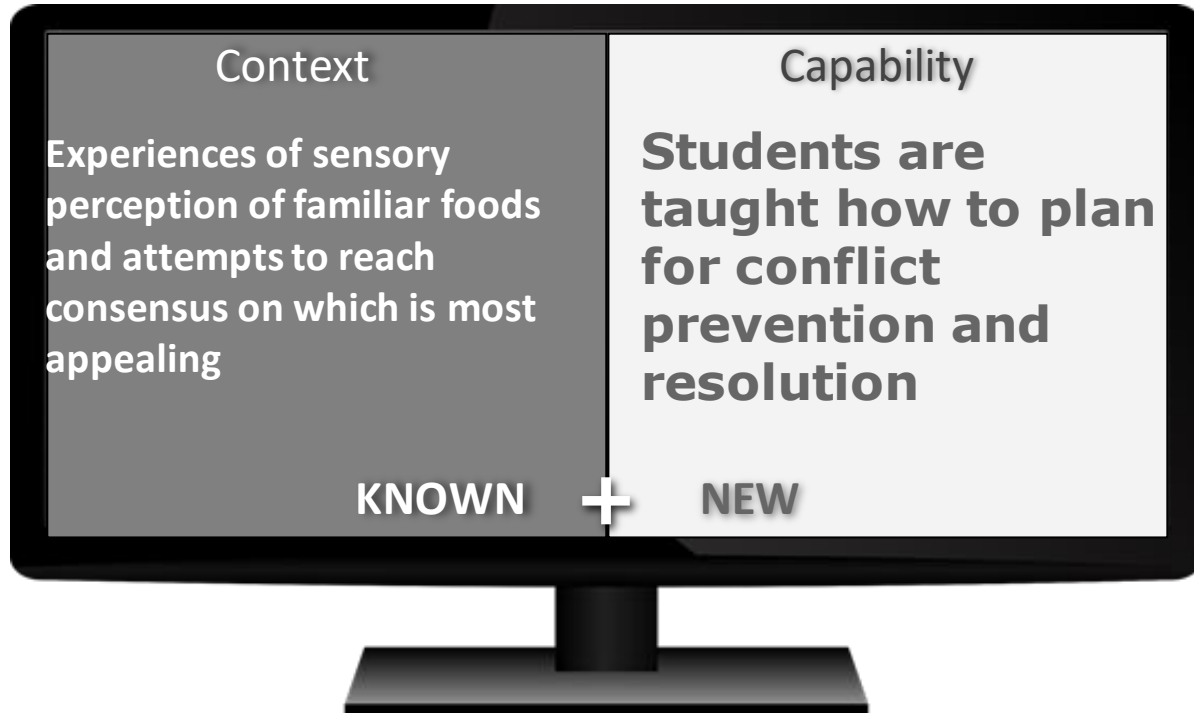 Context
Experiences of sensory
perception of familiar foods
and attempts to reach
consensus on which is most
appealing
Capability
Students are
taught how to plan
for conflict
prevention and
resolution
KNOWN + NEW